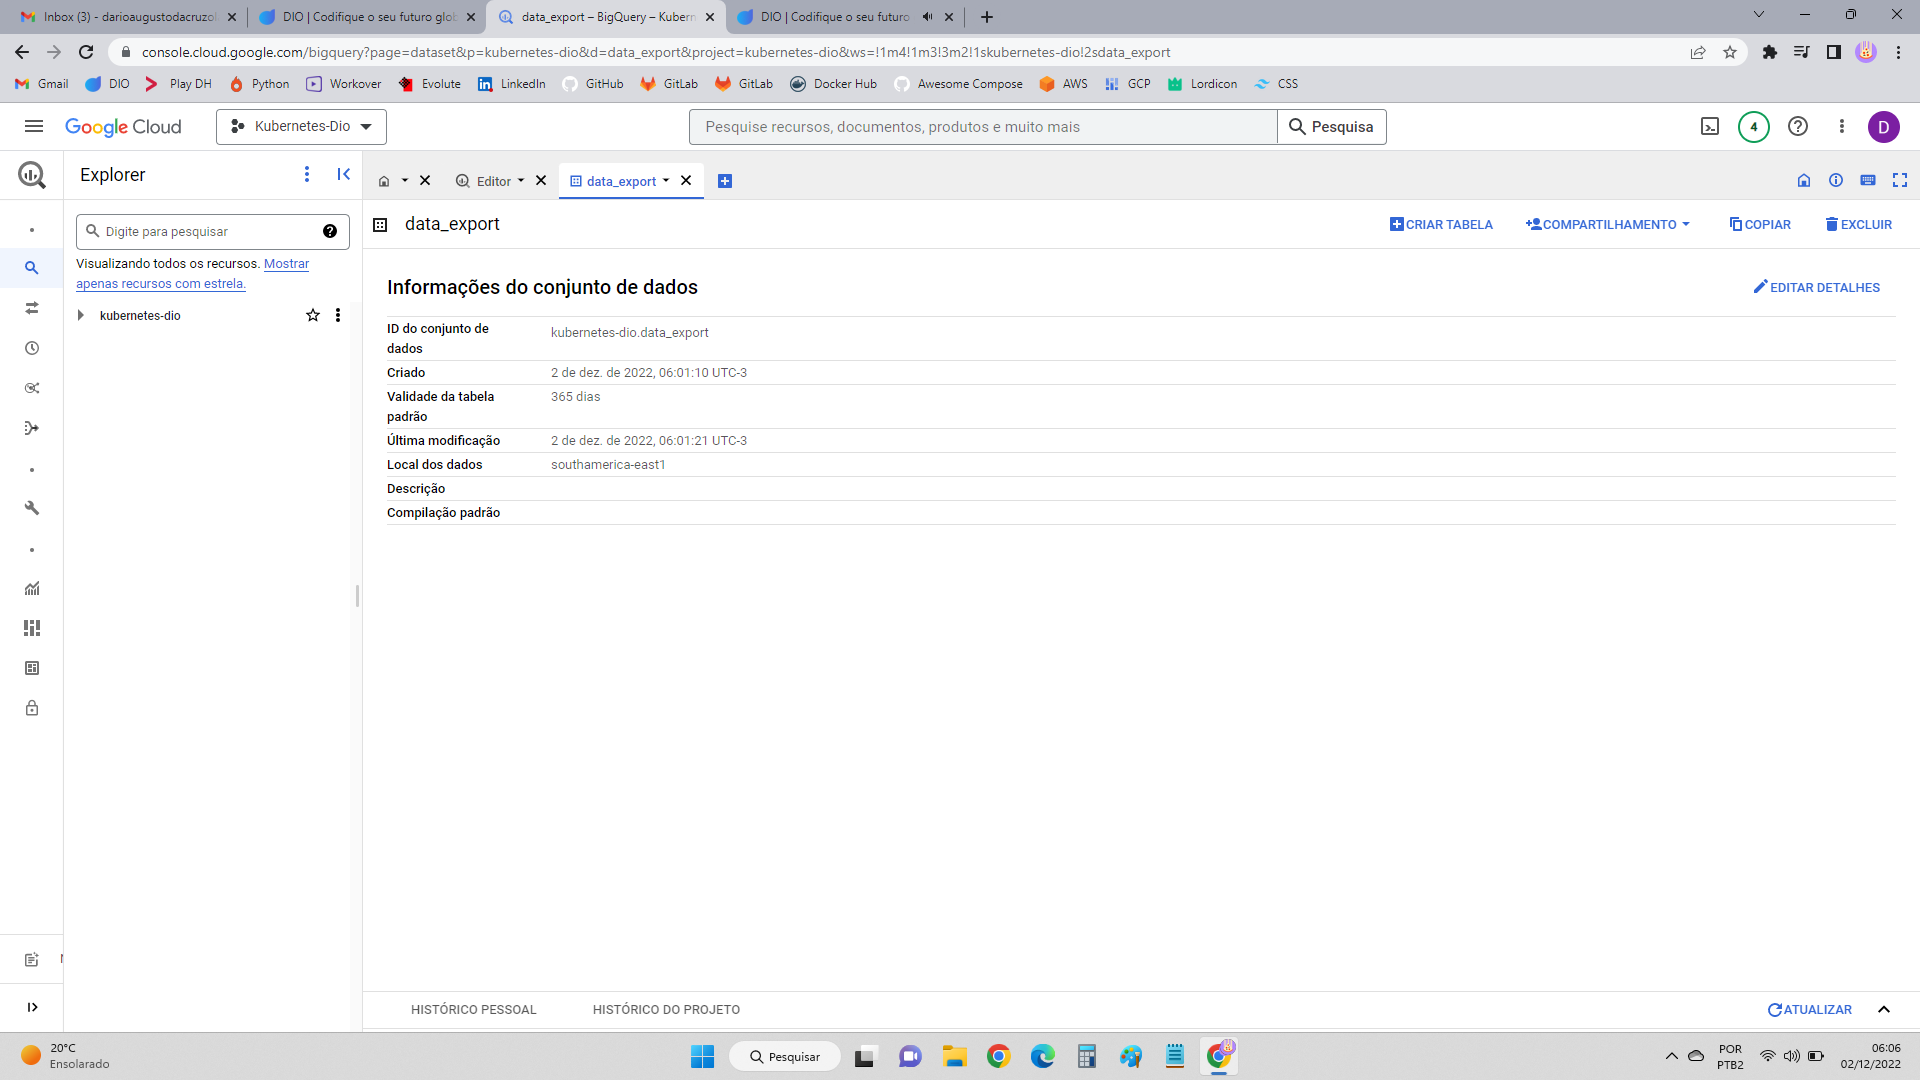 Inbox (3) - darioaugustodacruzol
DIO | Codifique o seu futuro glob
data_export – BigQuery – Kubern
DIO | Codifique o seu futuro
console.cloud.google.com/bigquery?page=dataset&p=kubernetes-dio&d=data_export&project=kubernetes-dio&ws=!1m4!1m3!3m2!1skubernetes-dio!2sdata_export
Gmail DIO Play DH Python Workover Evolute LinkedIn GitHub GitLab GitLab Docker Hub Awesome Compose AWS GCP Lordicon CSS
Google Cloud Kubernetes-Dio Pesquise recursos, documentos, produtos e muito mais Pesquisa 4 D
Explorer
Editor data_export
Digite para pesquisar
Visualizando todos os recursos. Mostrar
apenas recursos com estrela.
kubernetes-dio
data_export CRIAR TABELA COMPARTILHAMENTO COPIAR EXCLUIR
Informações do conjunto de dados EDITAR DETALHES
ID do conjunto de
dados
kubernetes-dio.data_export
Criado 2 de dez. de 2022, 06:01:10 UTC-3
Validade da tabela
padrão
365 dias
Última modificação 2 de dez. de 2022, 06:01:21 UTC-3
Local dos dados southamerica-east1
Descrição
Compilação padrão
HISTÓRICO PESSOAL HISTÓRICO DO PROJETO ATUALIZAR
20°C
Ensolarado
Pesquisar
POR
PTB2
06:06
02/12/2022